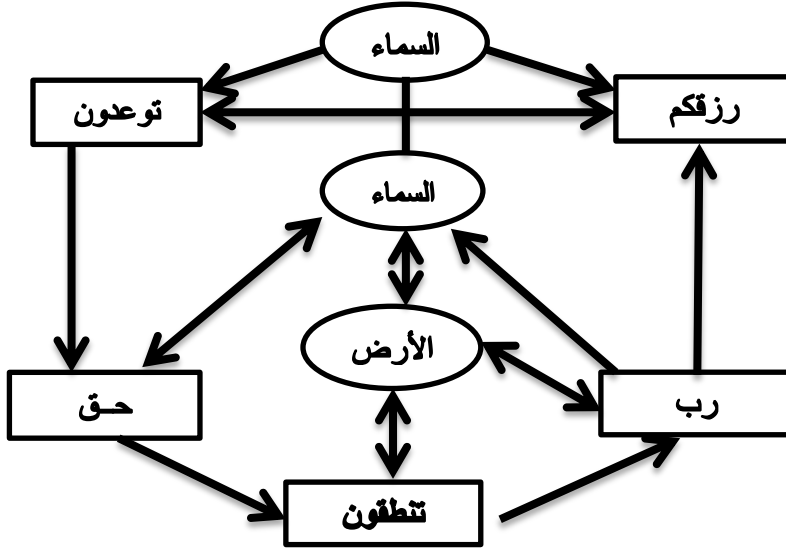 السماء
رزقكم
توعدون
السماء
الأرض
رب
حـق
تنطقون